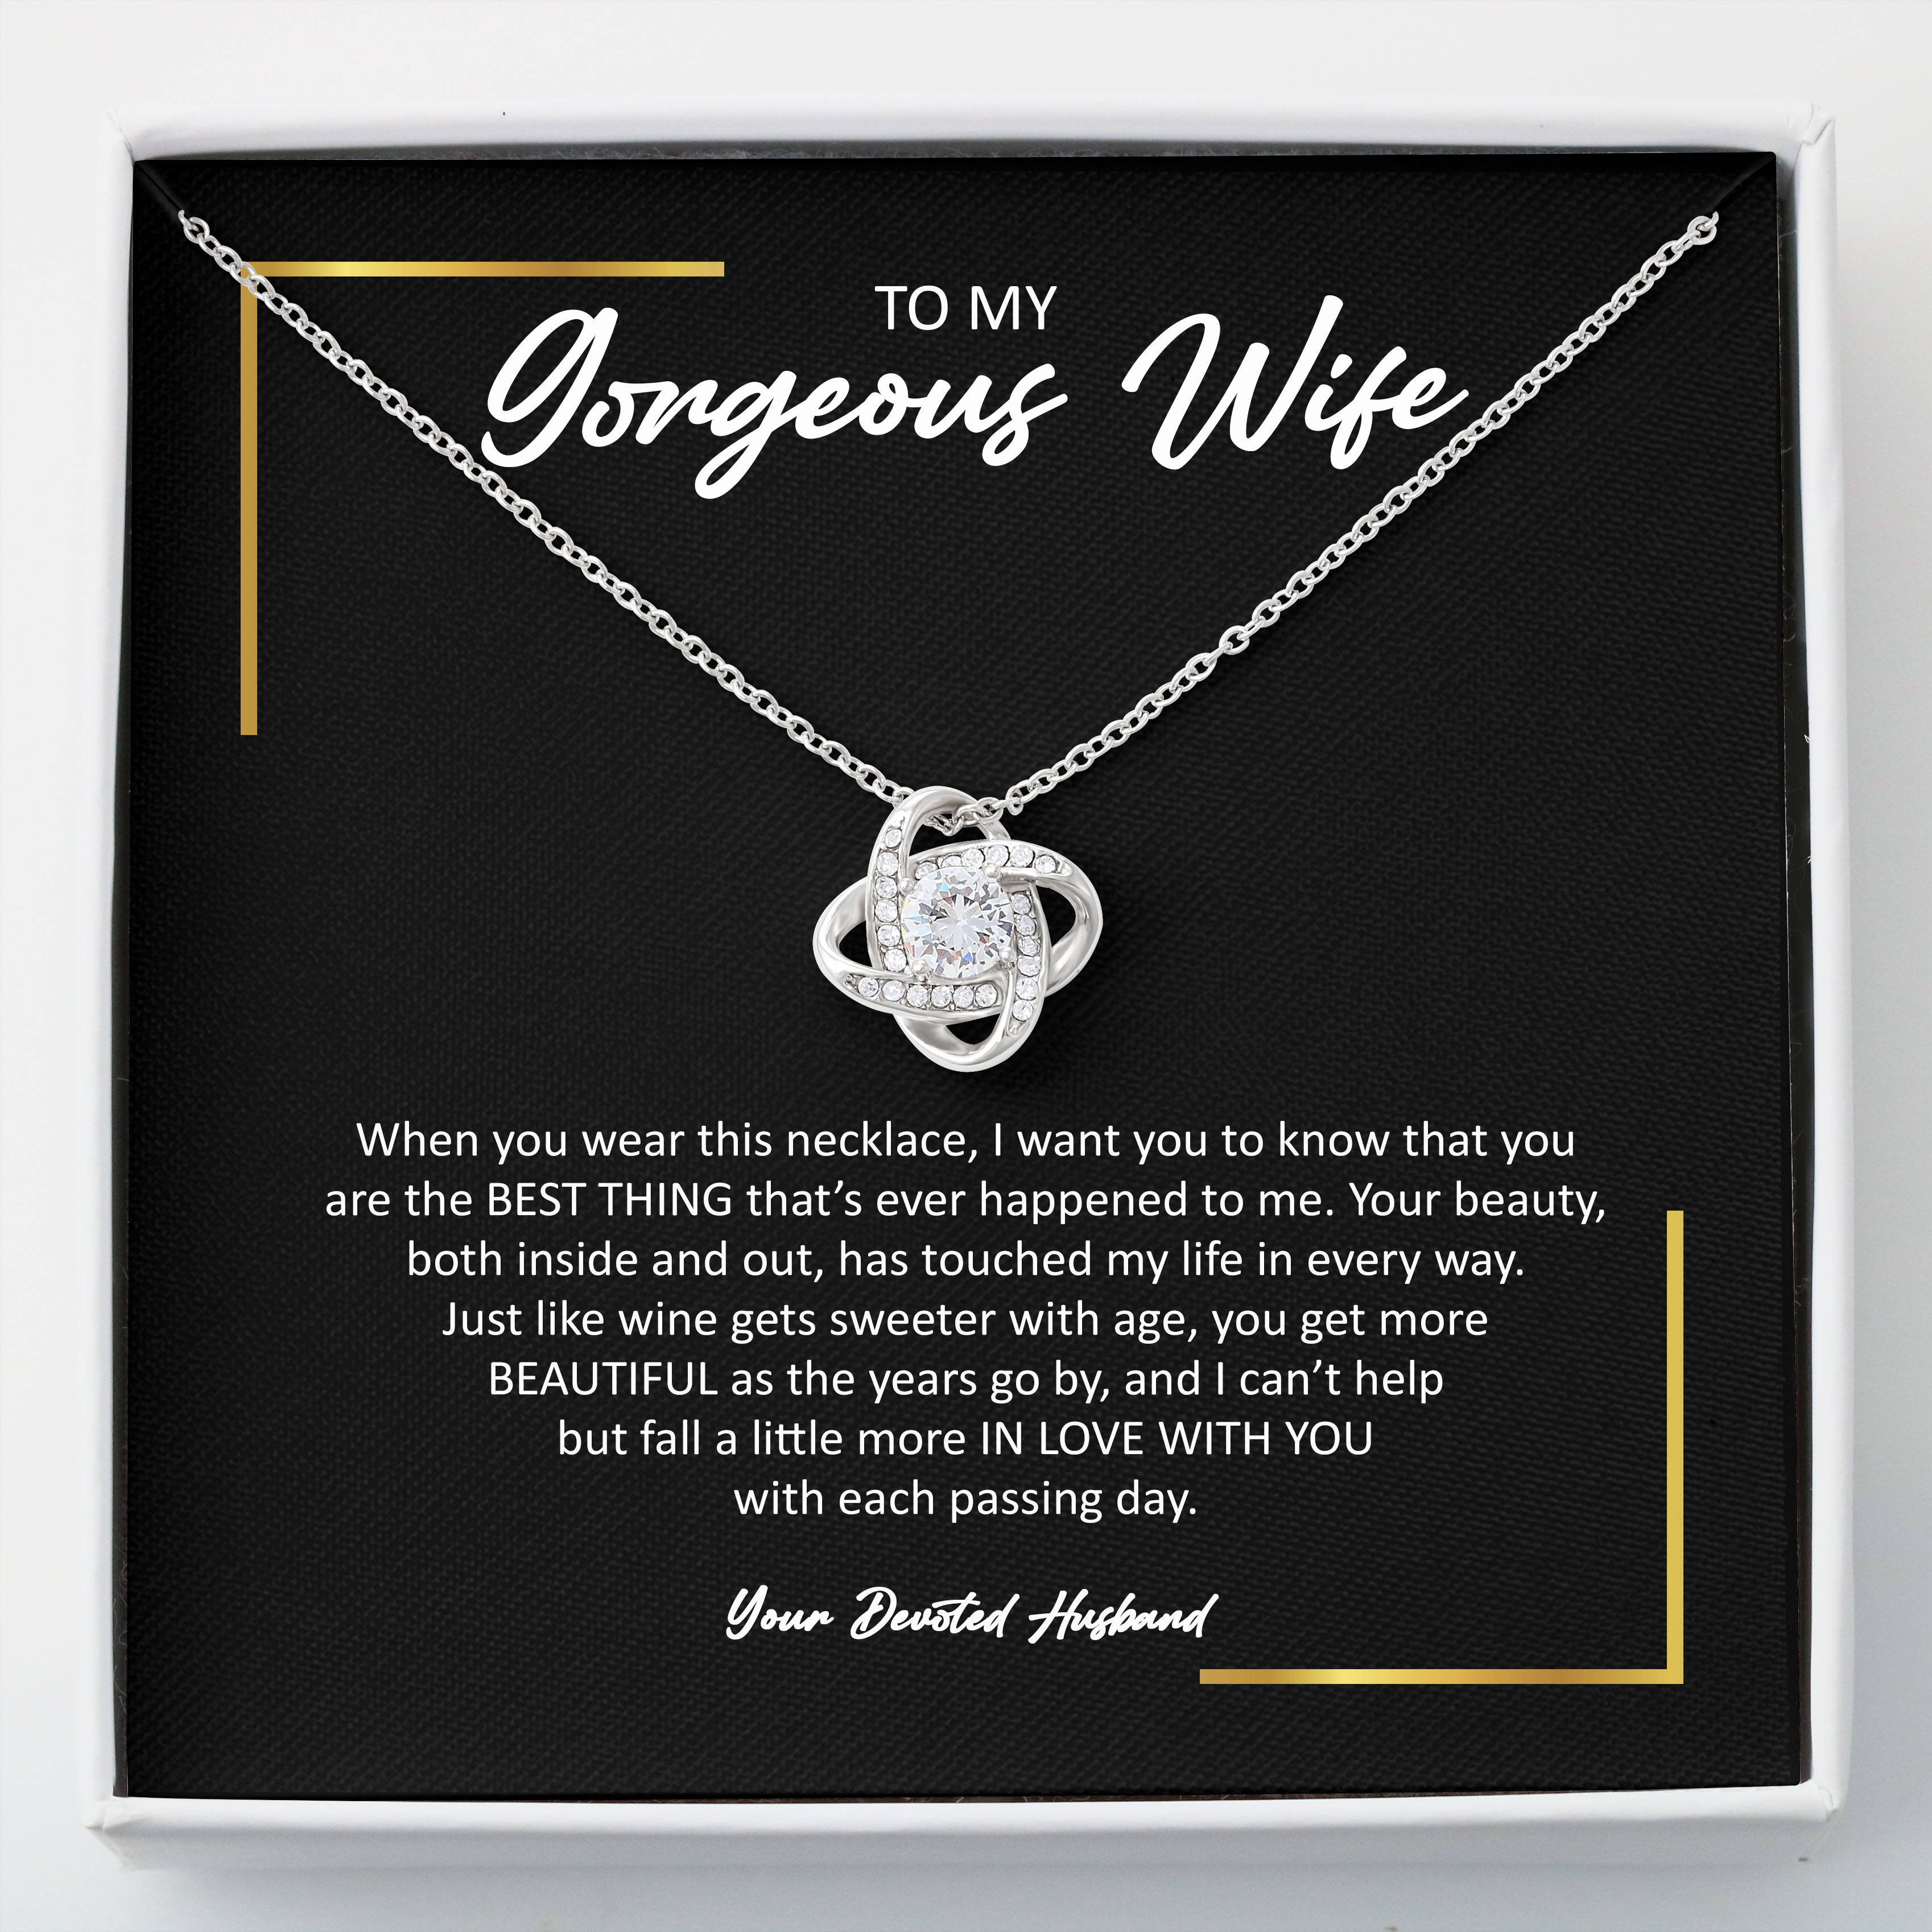 TO MY
Gorgeous Wife
When you wear this necklace, I want you to know that you
are the BEST THING that’s ever happened to me. Your beauty,
both inside and out, has touched my life in every way.
Just like wine gets sweeter with age, you get more
BEAUTIFUL as the years go by, and I can’t help
but fall a little more IN LOVE WITH YOU
with each passing day.
Your Devoted Husband